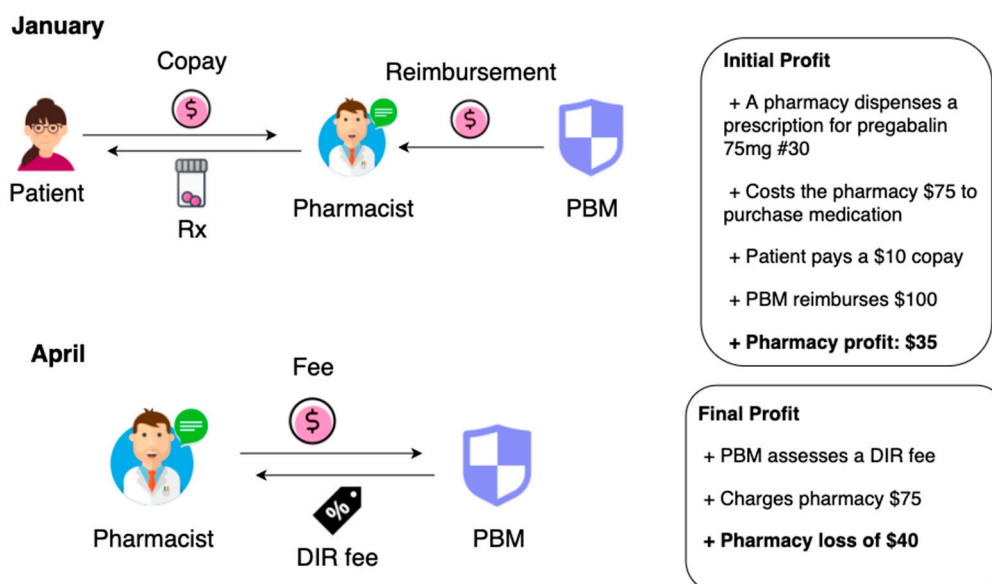 January
Copay
$
Reimbursement
$
Patient
Rx
Pharmacist
PBM
Initial Profit
+ A pharmacy dispenses a
prescription for pregabalin
75mg #30
+ Costs the pharmacy $75 to
purchase medication
+ Patient pays a $10 copay
+ PBM reimburses $100
+ Pharmacy profit: $35
April
Fee
$
Pharmacist
%
DIR fee
PBM
Final Profit
+ PBM assesses a DIR fee
+ Charges pharmacy $75
+ Pharmacy loss of $40